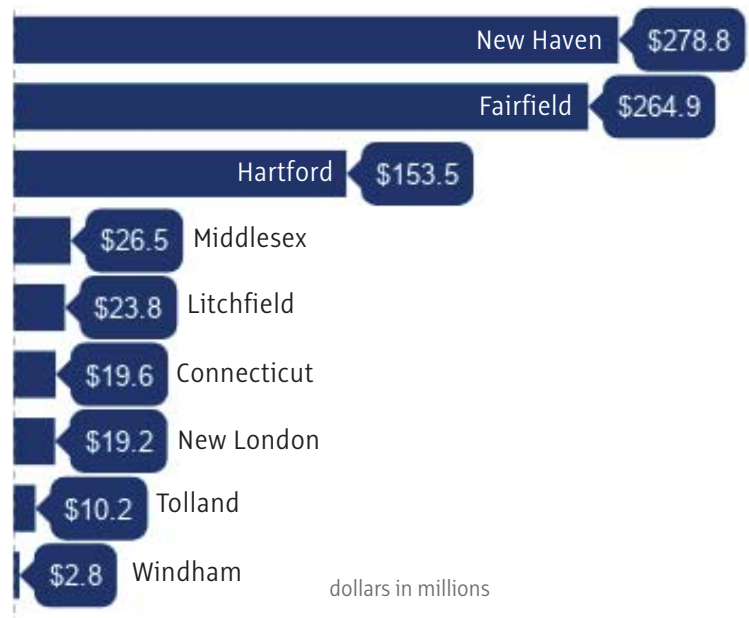 New Haven $278.8
Fairfield $264.9
Hartford $153.5
$26.5 Middlesex
$23.8 Litchfield
$19.6 Connecticut
$19.2 New London
$10.2 Tolland
$2.8 Windham
dollars in millions